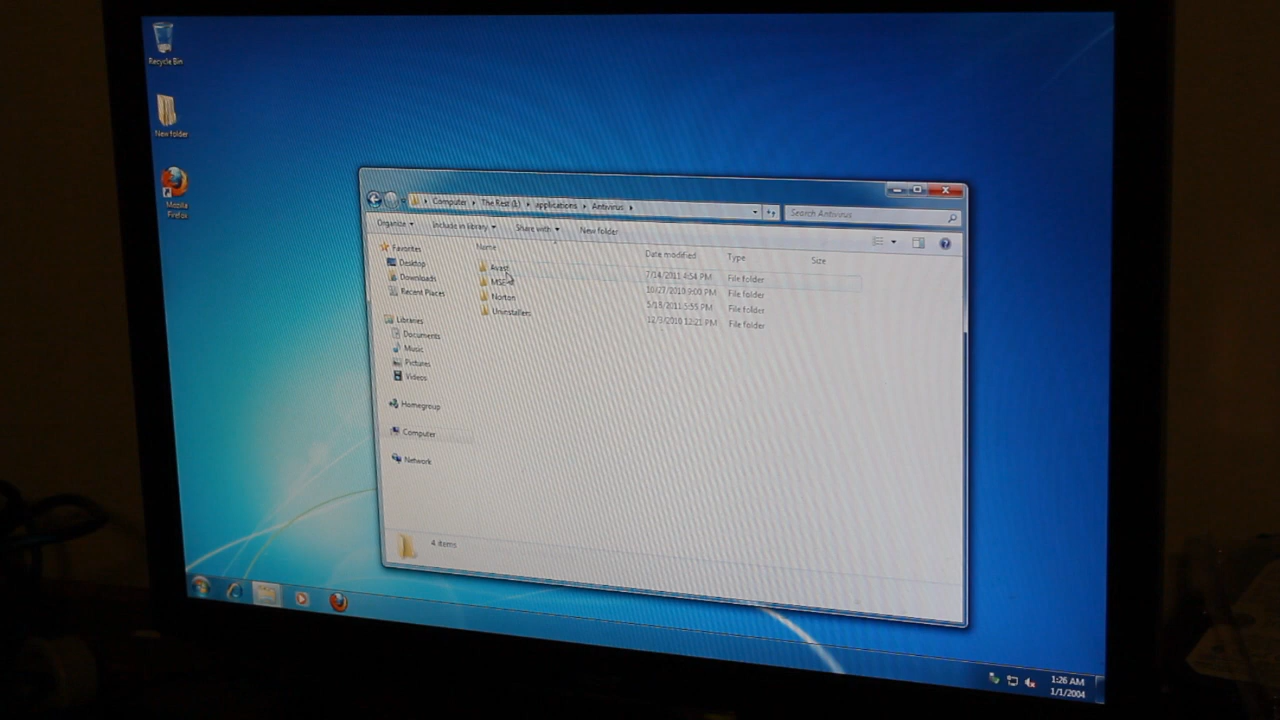 Recycle Bin
New folder
Mozilla
Firefox
Computer The Rest (L:) applications Antivirus
Search Antivirus
Organize Include in library Share with New folder
Name Date modified Type Size
Avast 7/14/2011 4:54 PM File folder
MSE 10/27/2010 9:00 PM File folder
Norton 5/13/2011 5:55 PM File folder
Uninstallers 12/3/2010 12:21 PM File folder
Favorites
Desktop
Downloads
Recent Places
Libraries
Documents
Music
Pictures
Videos
Homegroup
Computer
Network
4 items
1:26 AM
1/1/2004